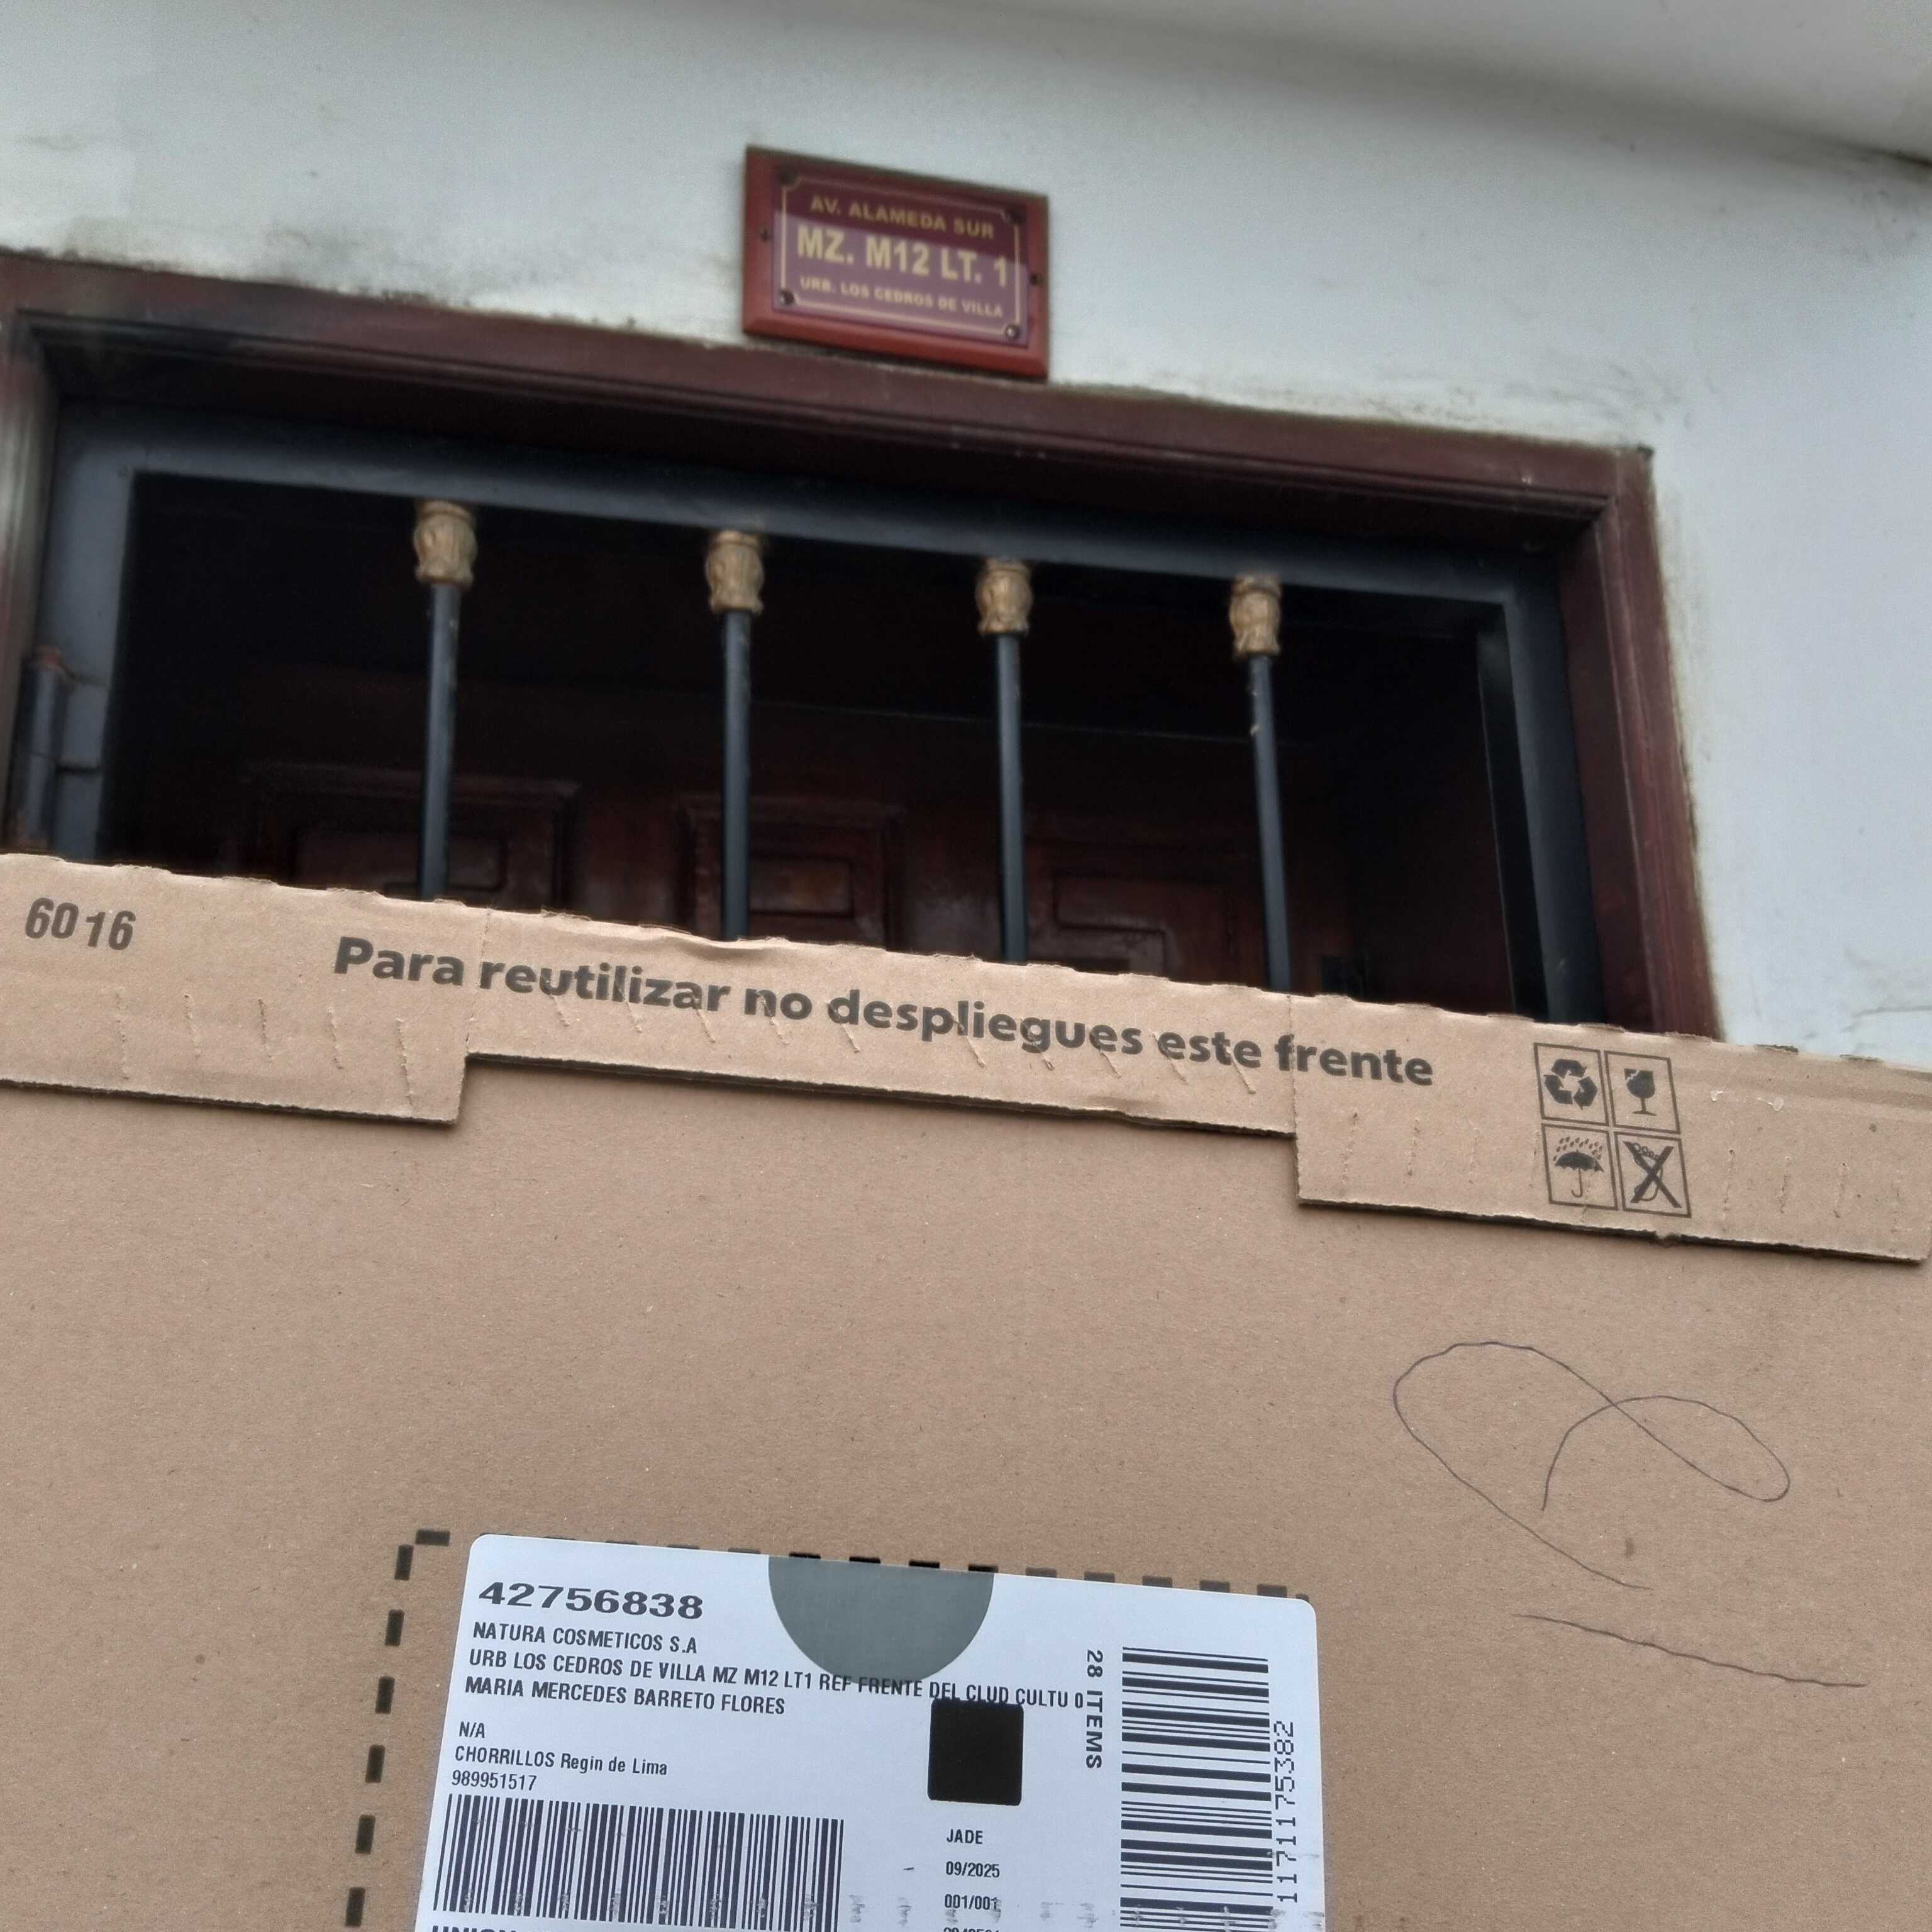 AV. ALAMEDA SUR
MZ. M12 LT. 1
URB. LOS CEDROS DE VILLA
6016
Para reutilizar no despliegues este frente
42756838
NATURA COSMETICOS S.A
URB LOS CEDROS DE VILLA MZ M12 LT1 REF FRENTE DEL CLUD CULTU 0
MARIA MERCEDES BARRETO FLORES
N/A
CHORRILLOS Regin de Lima
989951517
28 ITEMS
117117115382
JADE
09/2025
001/001